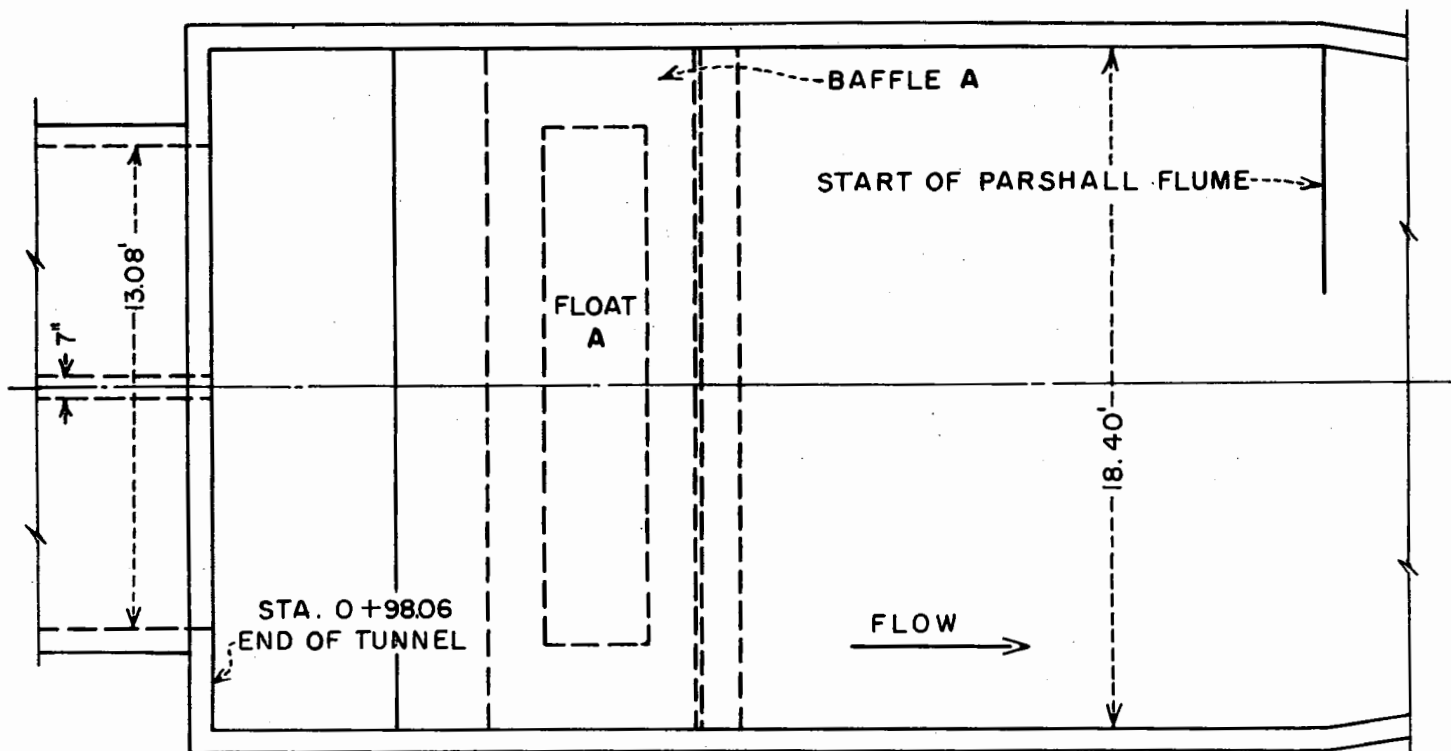 BAFFLE A
START OF PARSHALL FLUME
13.08'
7"
FLOAT
A
18.40'
STA. 0+98.06
END OF TUNNEL
FLOW